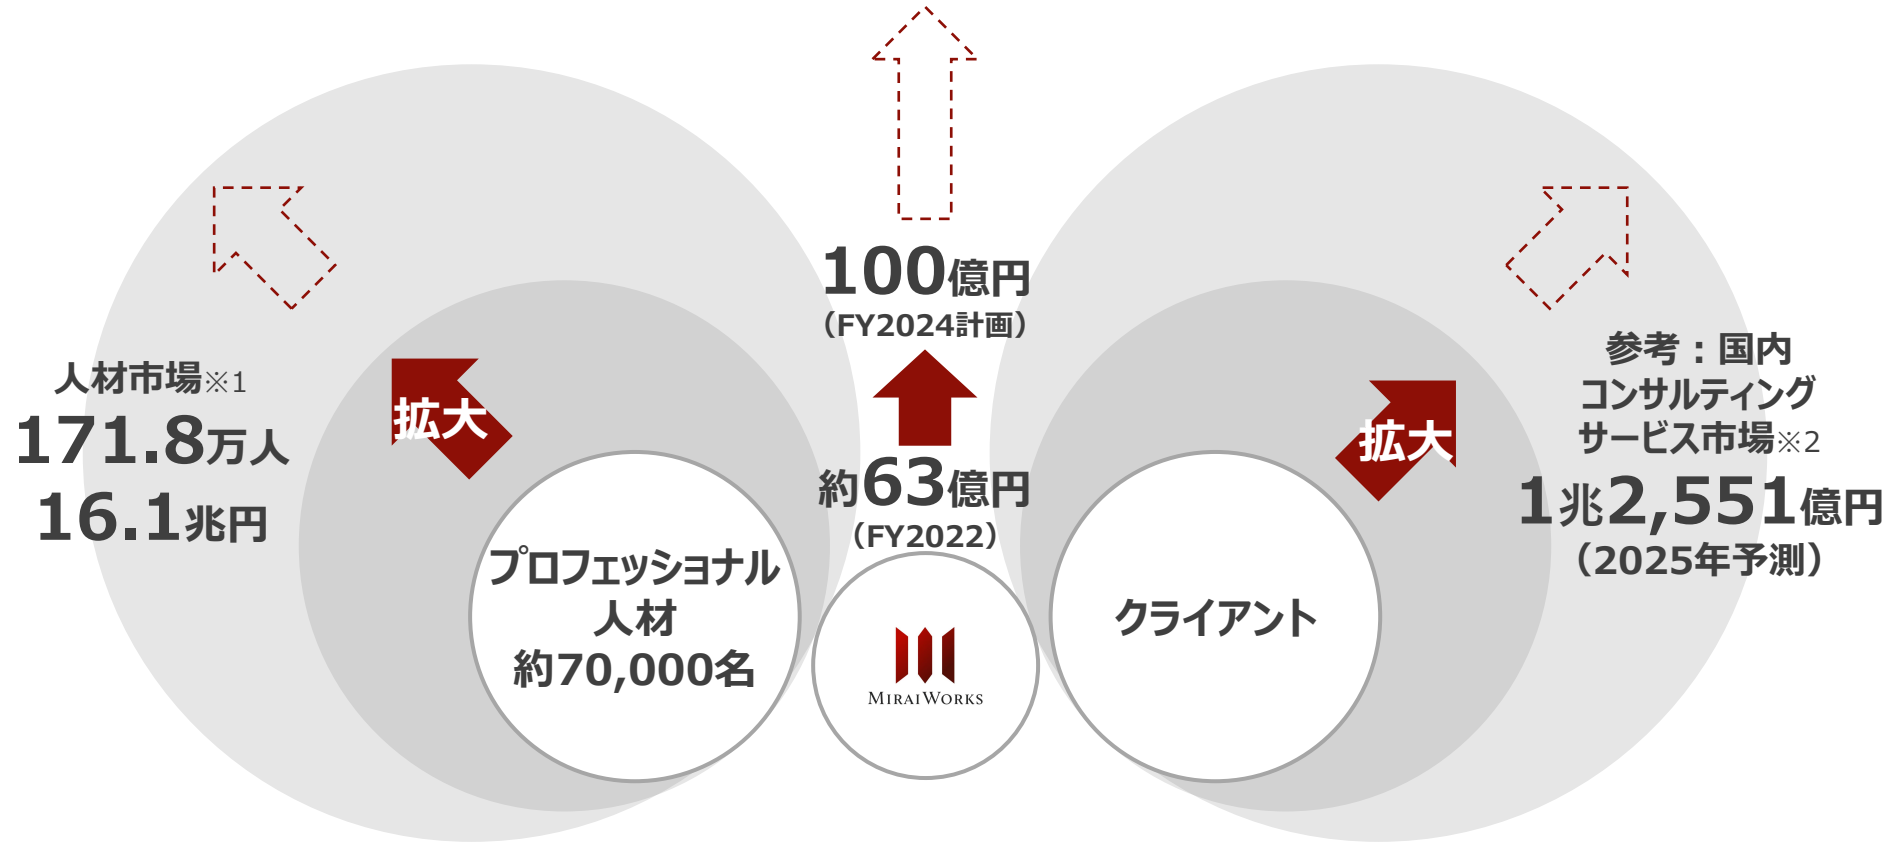 人材市場※1
171.8万人
16.1兆円
拡大
プロフェッショナル
人材
約70,000名
100億円
（FY2024計画）
約63億円
（FY2022）
MIRAIWORKS
クライアント
拡大
参考：国内
コンサルティング
サービス市場※2
1兆2,551億円
（2025年予測）